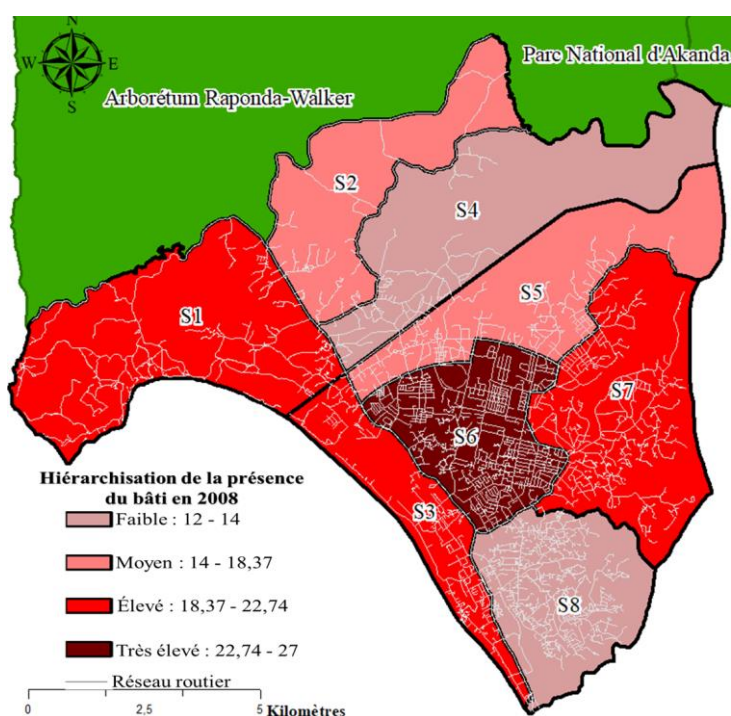 N
W E
S
Parc National d'Akanda
Arborétum Raponda-Walker
S2
S4
S5
S1
S7
S6
S3
S8
Hiérarchisation de la présence
du bâti en 2008
Faible : 12 - 14
Moyen : 14 - 18,37
Élevé : 18,37 - 22,74
Très élevé : 22,74 - 27
Réseau routier
0 2,5 5 Kilomètres